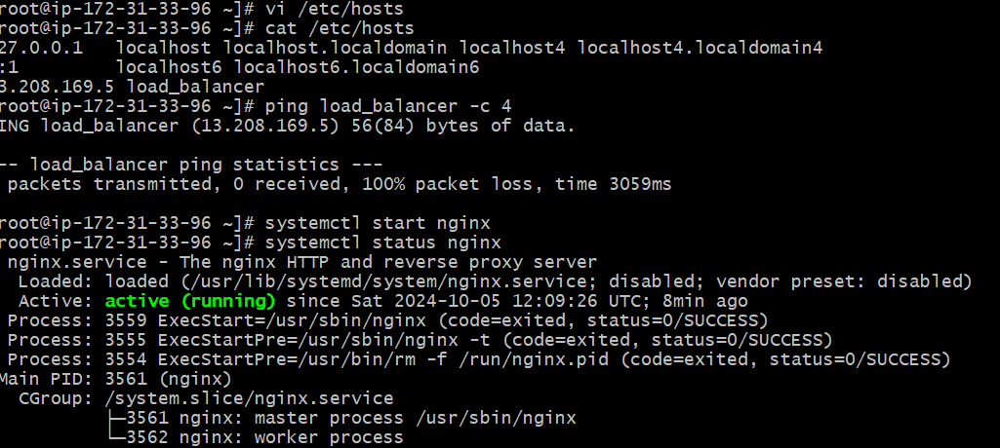 root@ip-172-31-33-96 ~]# vi /etc/hosts
root@ip-172-31-33-96 ~]# cat /etc/hosts
27.0.0.1   localhost localhost.localdomain localhost4 localhost4.localdomain4
:1         localhost6 localhost6.localdomain6
3.208.169.5 load_balancer
root@ip-172-31-33-96 ~]# ping load_balancer -c 4
ING load_balancer (13.208.169.5) 56(84) bytes of data.
-- load_balancer ping statistics ---
packets transmitted, 0 received, 100% packet loss, time 3059ms
root@ip-172-31-33-96 ~]# systemctl start nginx
root@ip-172-31-33-96 ~]# systemctl status nginx
nginx.service - The nginx HTTP and reverse proxy server
Loaded: loaded (/usr/lib/systemd/system/nginx.service; disabled; vendor preset: disabled)
Active: active (running) since Sat 2024-10-05 12:09:26 UTC; 8min ago
Process: 3559 ExecStart=/usr/sbin/nginx (code=exited, status=0/SUCCESS)
Process: 3555 ExecStartPre=/usr/sbin/nginx -t (code=exited, status=0/SUCCESS)
Process: 3554 ExecStartPre=/usr/bin/rm -f /run/nginx.pid (code=exited, status=0/SUCCESS)
Main PID: 3561 (nginx)
CGroup: /system.slice/nginx.service
├─3561 nginx: master process /usr/sbin/nginx
└─3562 nginx: worker process